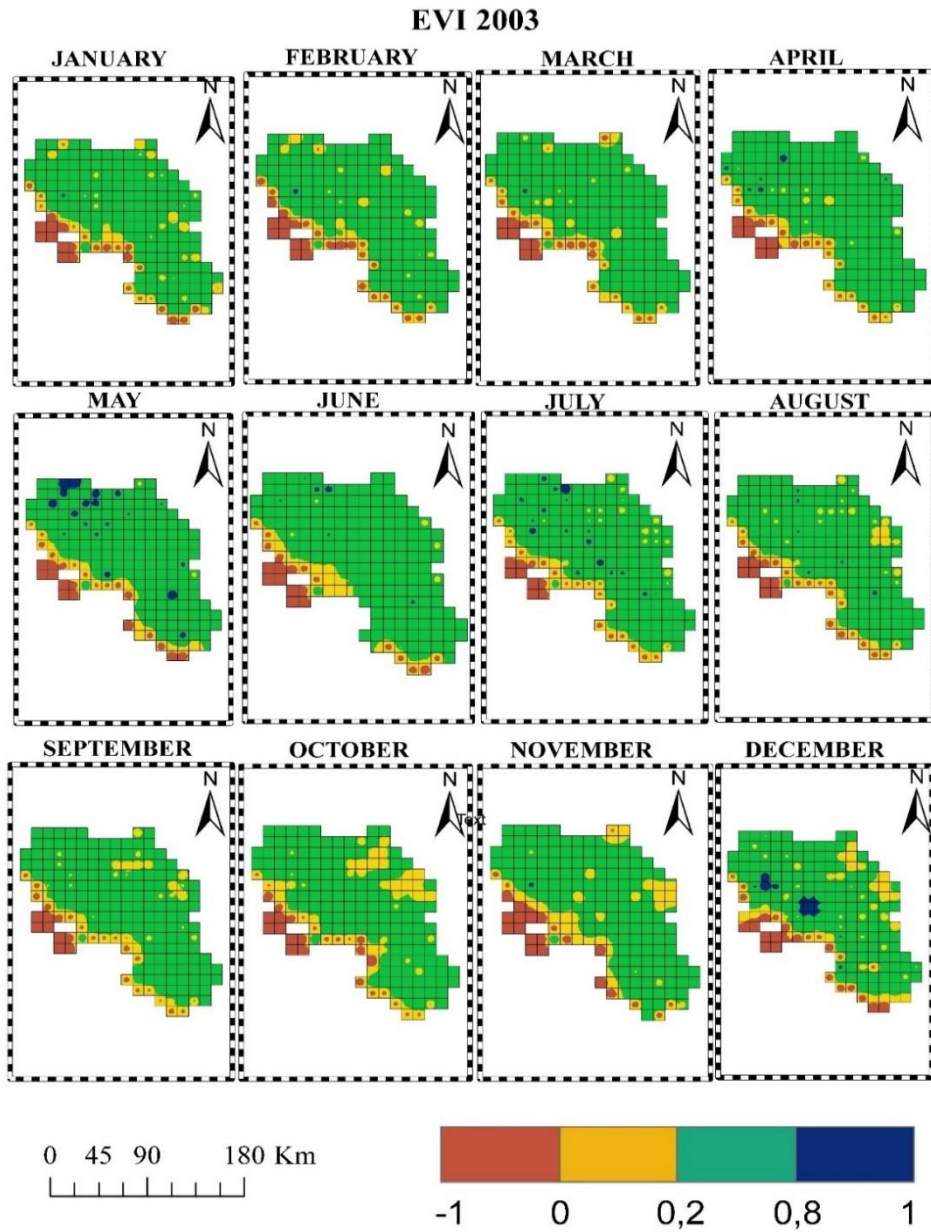 EVI 2003
JANUARY FEBRUARY MARCH APRIL
N N N N
MAY JUNE JULY AUGUST
N N N N
SEPTEMBER OCTOBER NOVEMBER DECEMBER
N N N N
Text
0 45 90 180 Km
-1 0 0,2 0,8 1